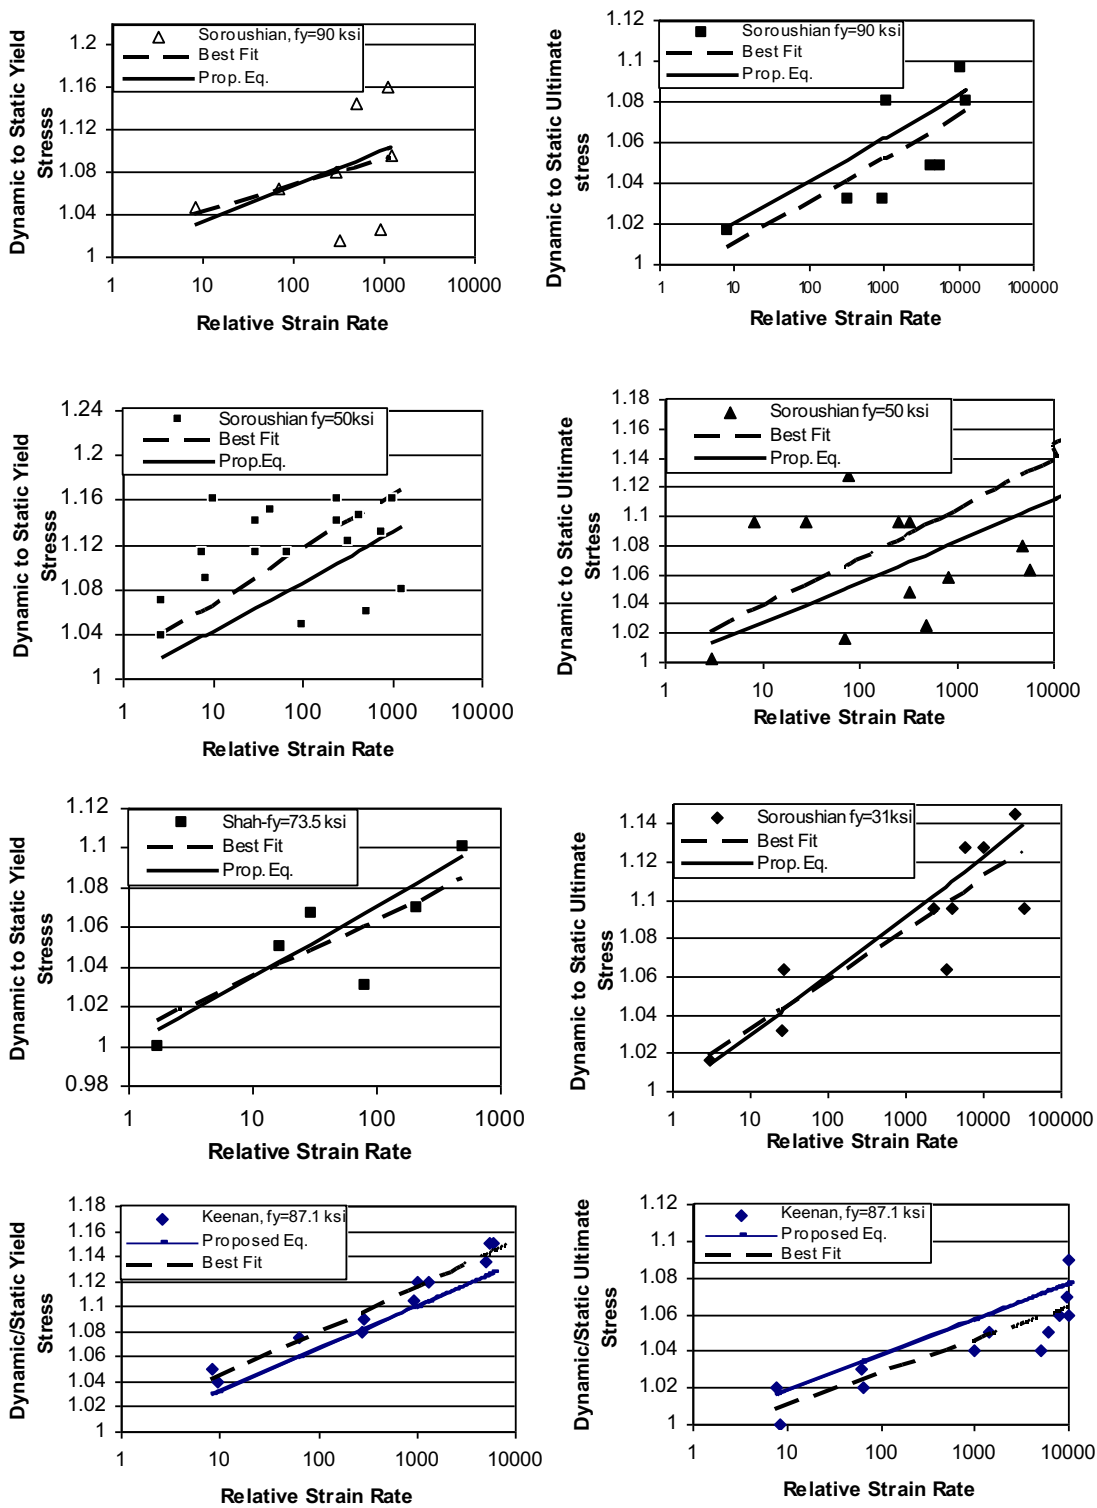 Dynamic to Static Yield
Stresss
1.2
1.16
1.12
1.08
1.04
1
Soroushian, fy=90 ksi
Best Fit
Prop. Eq.
1 10 100 1000 10000
Relative Strain Rate
Dynamic to Static Ultimate
stress
1.12
1.1
1.08
1.06
1.04
1.02
1
Soroushian fy=90 ksi
Best Fit
Prop. Eq.
1 10 100 1000 10000 100000
Relative Strain Rate
Dynamic to Static Yield
Stresss
1.24
1.2
1.16
1.12
1.08
1.04
1
Soroushian fy=50ksi
Best Fit
Prop.Eq.
1 10 100 1000 10000
Relative Strain Rate
Dynamic to Static Ultimate
Strtess
1.18
1.16
1.14
1.12
1.1
1.08
1.06
1.04
1.02
1
Soroushian fy=50 ksi
Best Fit
Prop. Eq.
1 10 100 1000 10000
Relative Strain Rate
Dynamic to Static Yield
Stresss
1.12
1.1
1.08
1.06
1.04
1.02
1
0.98
Shah-fy=73.5 ksi
Best Fit
Prop. Eq.
1 10 100 1000
Relative Strain Rate
Dynamic to Static Ultimate
Stress
1.14
1.12
1.1
1.08
1.06
1.04
1.02
1
Soroushian fy=31ksi
Best Fit
Prop. Eq.
1 10 100 1000 10000 100000
Relative Strain Rate
Dynamic/Static Yield
Stress
1.18
1.16
1.14
1.12
1.1
1.08
1.06
1.04
1.02
1
Keenan, fy=87.1 ksi
Proposed Eq.
Best Fit
1 10 100 1000 10000
Relative Strain Rate
Dynamic/Static Ultimate
Stress
1.12
1.1
1.08
1.06
1.04
1.02
1
Keenan, fy=87.1 ksi
Proposed Eq.
Best Fit
1 10 100 1000 10000
Relative Strain Rate